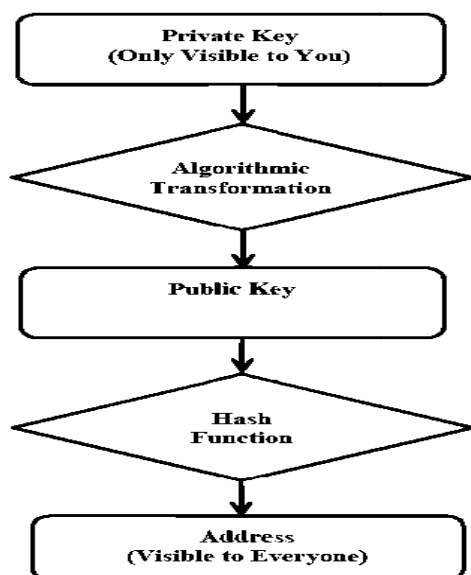 Private Key
(Only Visible to You)
Algorithmic
Transformation
Public Key
Hash
Function
Address
(Visible to Everyone)